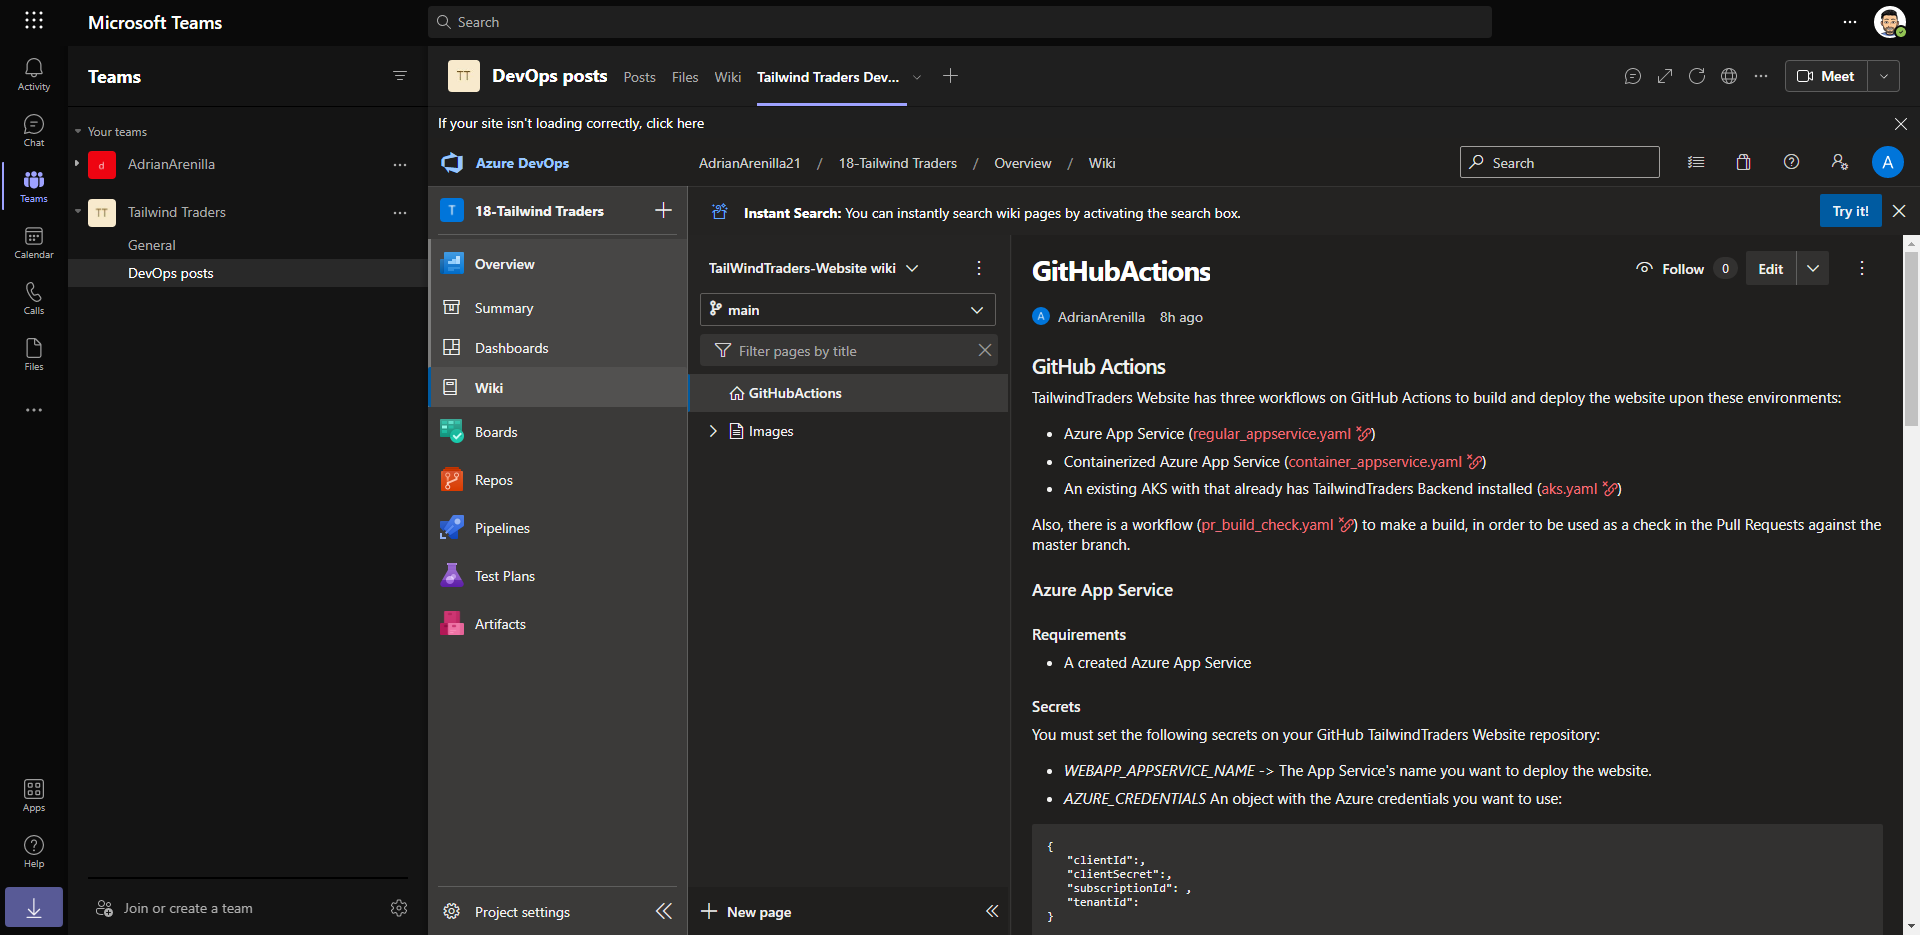 Microsoft Teams
Search
Activity
Chat
Teams
Calendar
Calls
Files
Apps
Help
Teams
Your teams
d AdrianArenilla
TT Tailwind Traders
General
DevOps posts
Join or create a team
TT DevOps posts Posts Files Wiki Tailwind Traders Dev...
Meet
If your site isn't loading correctly, click here
Azure DevOps
AdrianArenilla21 / 18-Tailwind Traders / Overview / Wiki
Search
A
T 18-Tailwind Traders
Overview
Summary
Dashboards
Wiki
Boards
Repos
Pipelines
Test Plans
Artifacts
Project settings
Instant Search: You can instantly search wiki pages by activating the search box.
Try it!
TailWindTraders-Website wiki
main
Filter pages by title
GitHubActions
Images
New page
GitHubActions
Follow 0 Edit
A AdrianArenilla 8h ago
GitHub Actions
TailwindTraders Website has three workflows on GitHub Actions to build and deploy the website upon these environments:
• Azure App Service (regular_appservice.yaml)
• Containerized Azure App Service (container_appservice.yaml)
• An existing AKS with that already has TailwindTraders Backend installed (aks.yaml)
Also, there is a workflow (pr_build_check.yaml) to make a build, in order to be used as a check in the Pull Requests against the
master branch.
Azure App Service
Requirements
• A created Azure App Service
Secrets
You must set the following secrets on your GitHub TailwindTraders Website repository:
• WEBAPP_APPSERVICE_NAME -> The App Service's name you want to deploy the website.
• AZURE_CREDENTIALS An object with the Azure credentials you want to use:
{
"clientId":,
"clientSecret":,
"subscriptionId": ,
"tenantId":
}